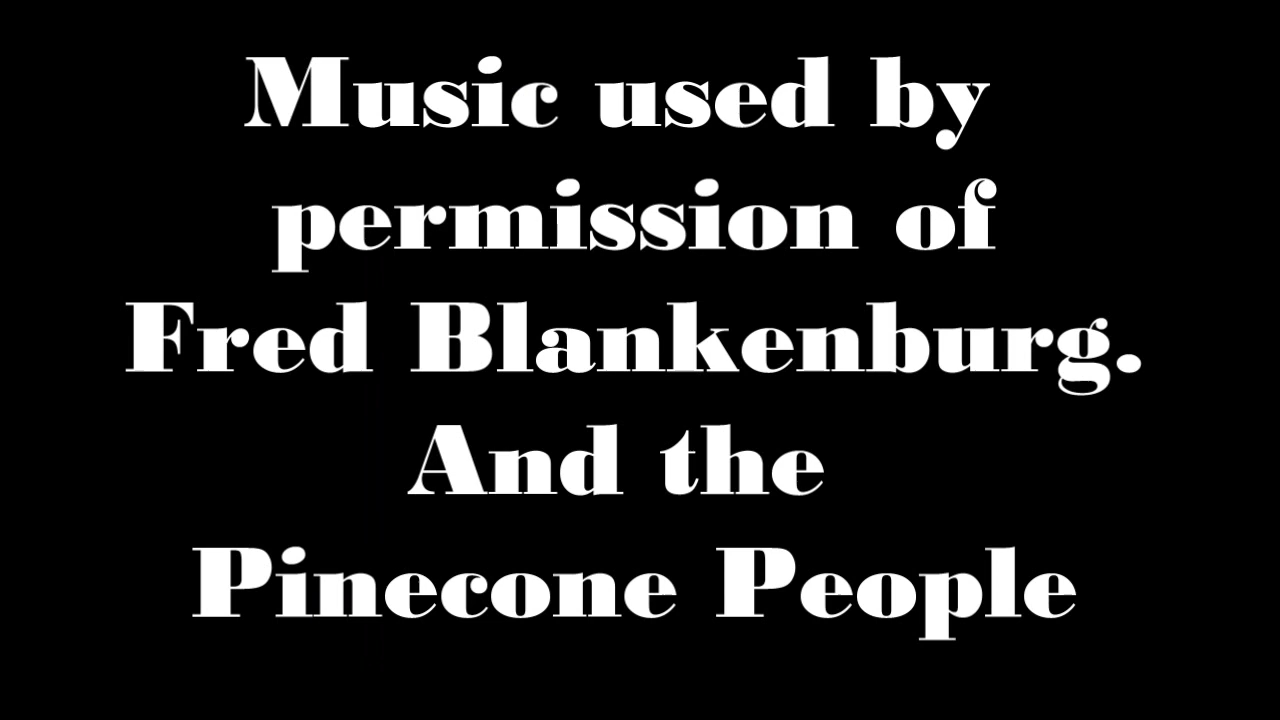 Music used by
permission of
Fred Blankenburg.
And the
Pinecone People